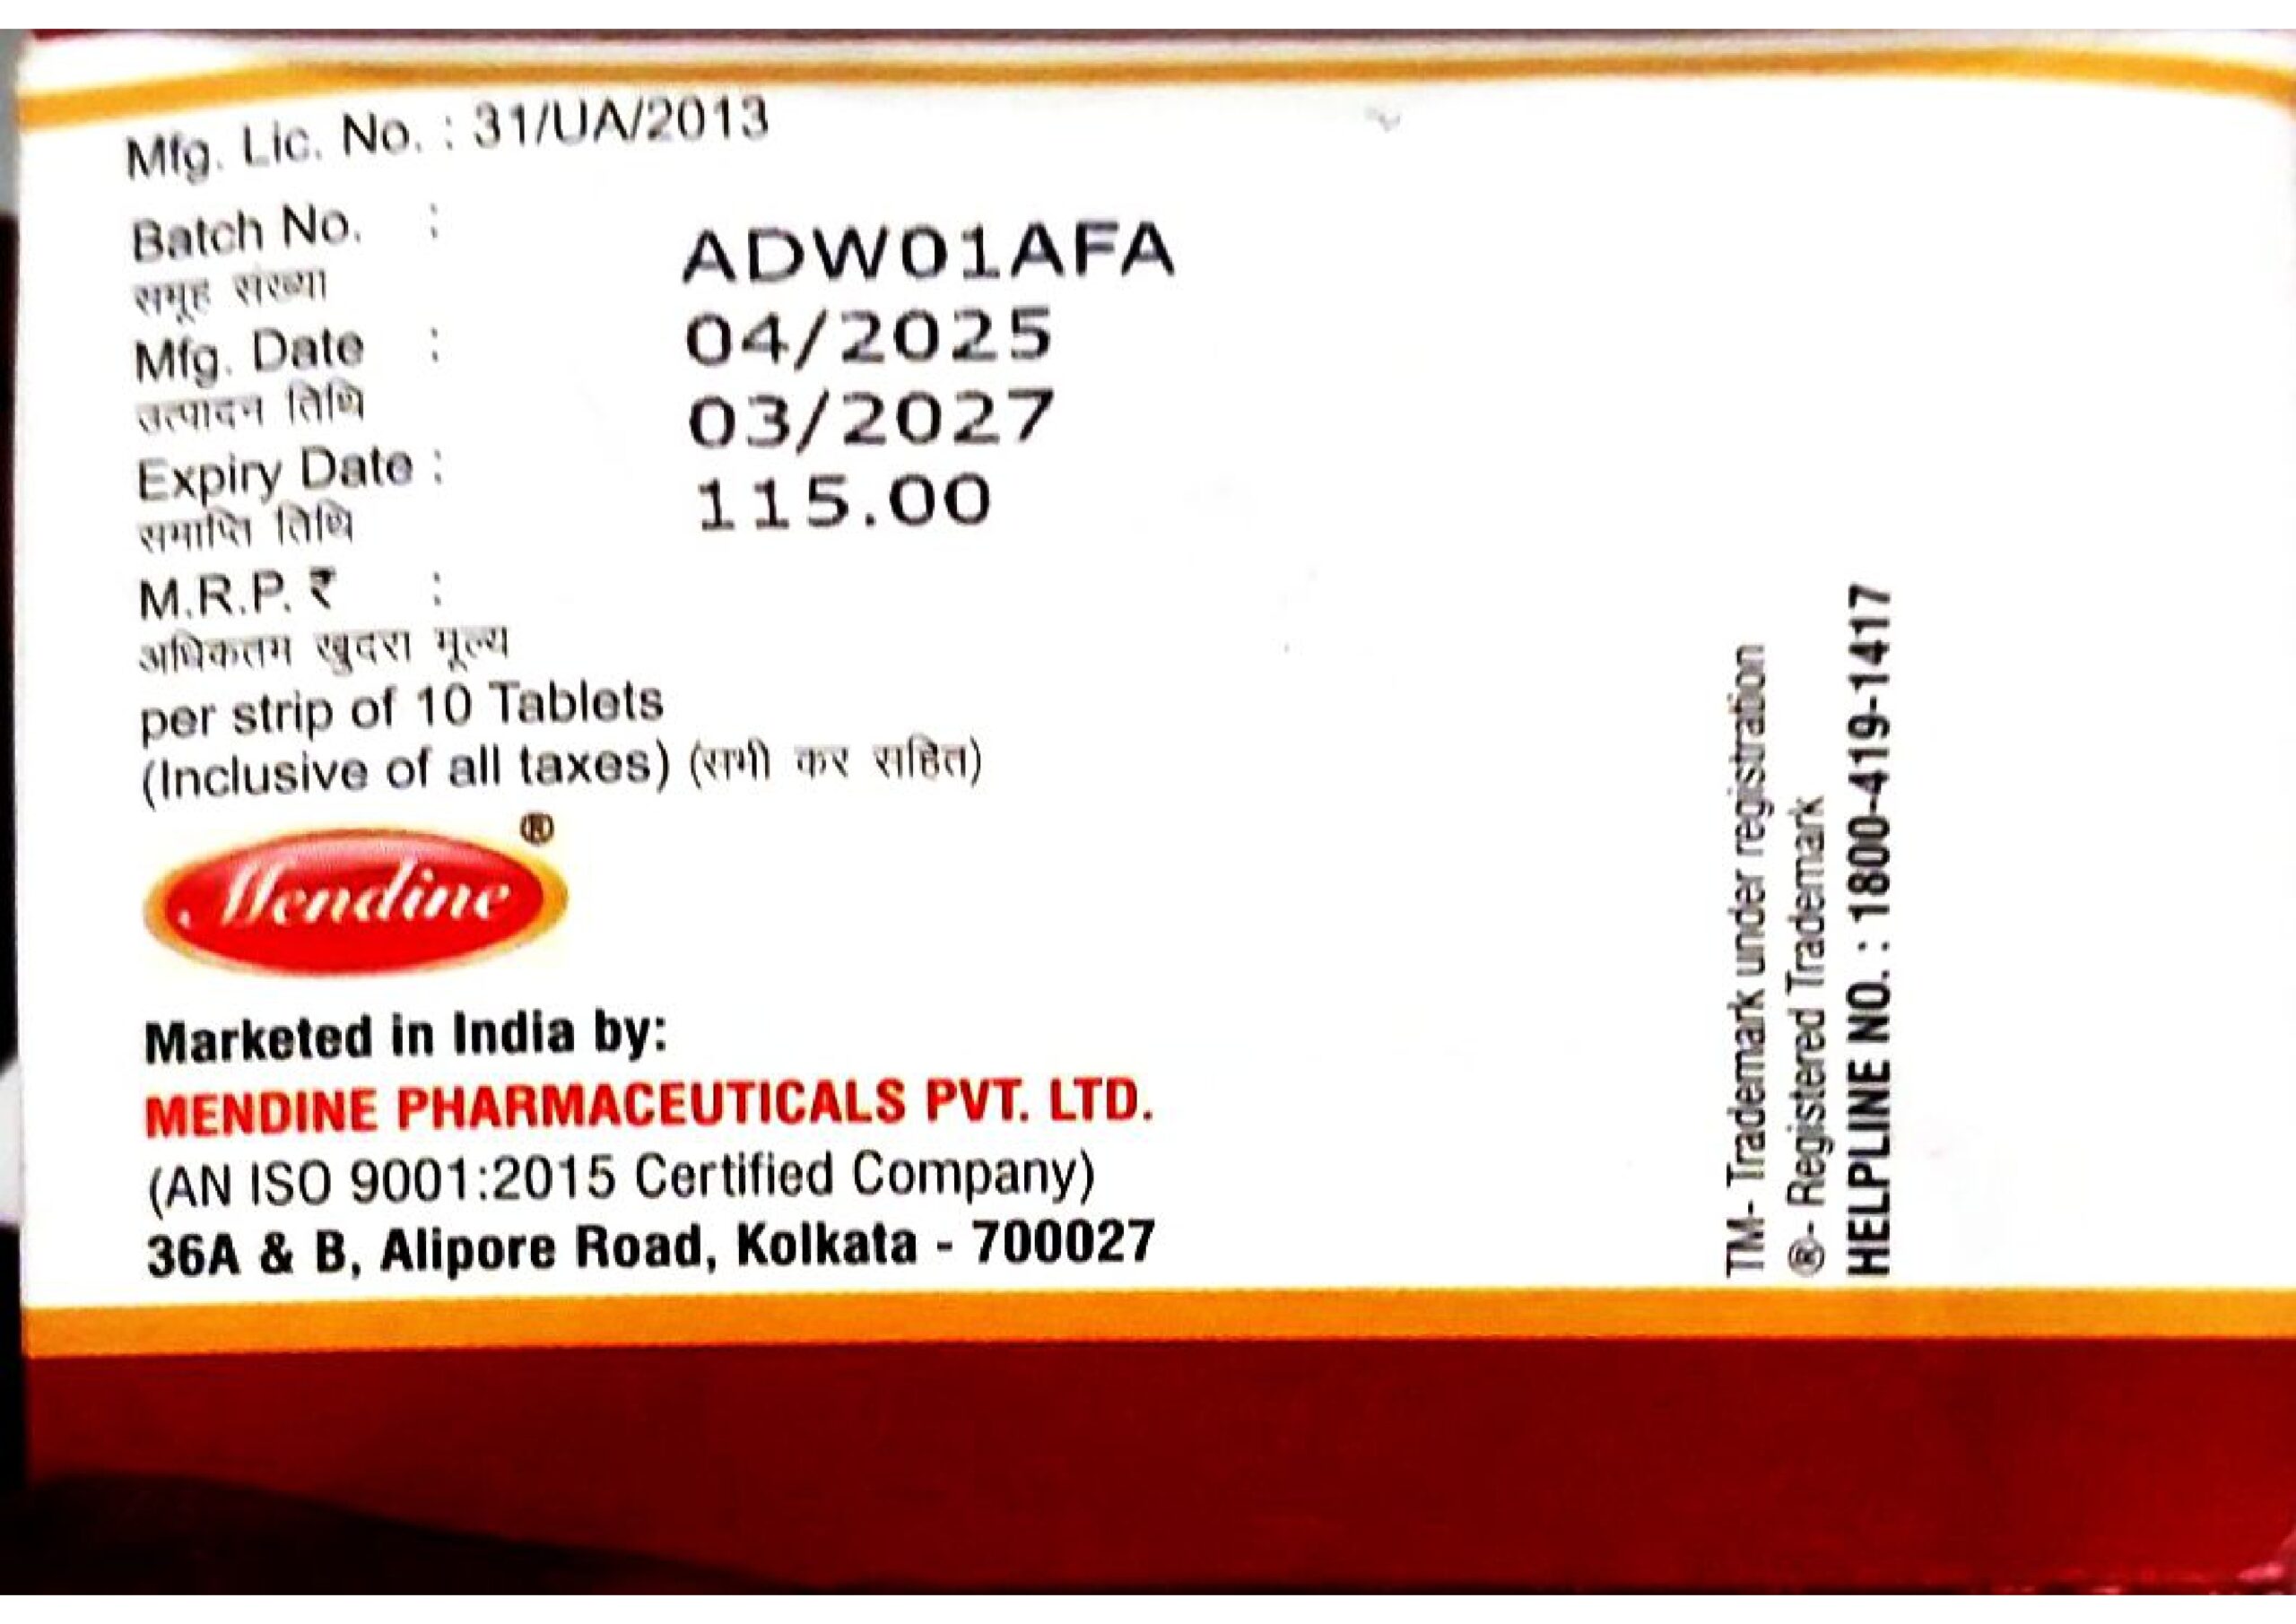 Mfg. Lic. No. : 31/UA/2013
Batch No. : ADW01AFA
समूह संख्या
Mfg. Date : 04/2025
उत्पादन तिथि
Expiry Date : 03/2027
समाप्ति तिथि
M.R.P. ₹ : 115.00
अधिकतम खुदरा मूल्य
per strip of 10 Tablets
(Inclusive of all taxes) (सभी कर सहित)
Mendine®
Marketed in India by:
MENDINE PHARMACEUTICALS PVT. LTD.
(AN ISO 9001:2015 Certified Company)
36A & B, Alipore Road, Kolkata - 700027
TM- Trademark under registration
®- Registered Trademark
HELPLINE NO. : 1800-419-1417